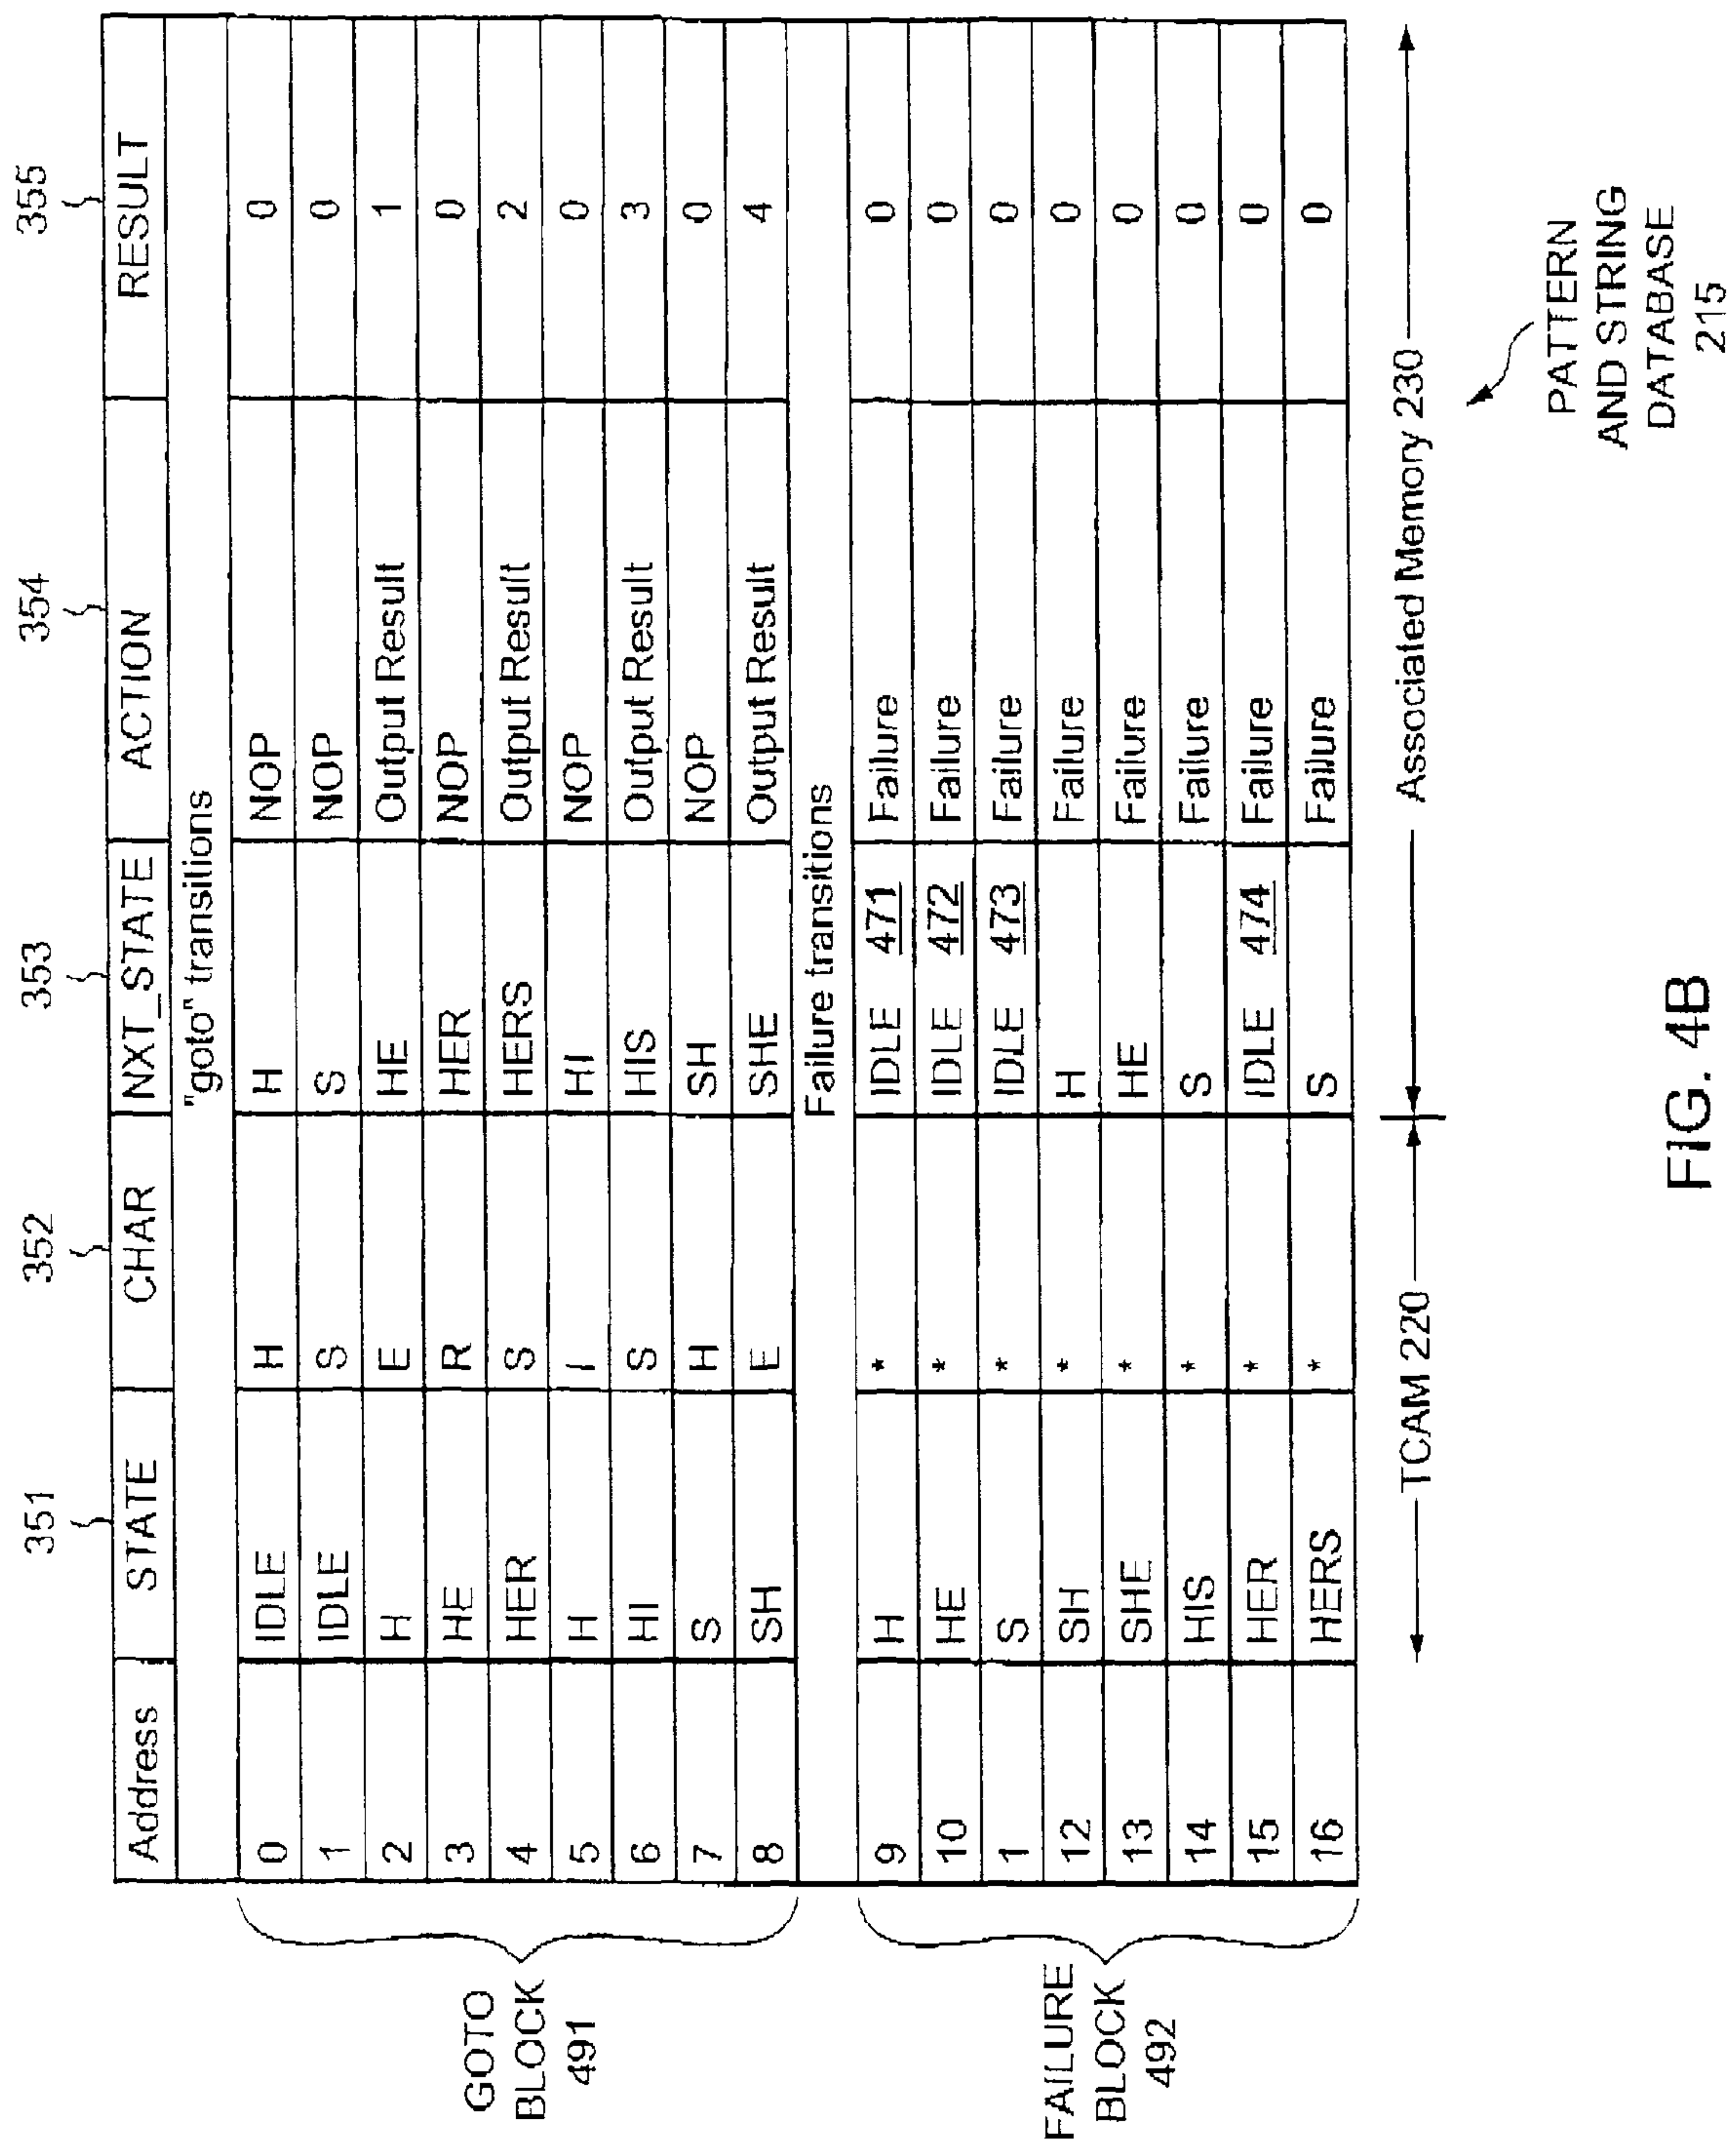 351 352 353 354 355
Address STATE CHAR NXT_STATE ACTION RESULT
"goto" transitions
0 IDLE H H NOP 0
1 IDLE S S NOP 0
2 H E HE Output Result 1
3 HE R HER NOP 0
4 HER S HERS Output Result 2
5 H I HI NOP 0
6 HI S HIS Output Result 3
7 S H SH NOP 0
8 SH E SHE Output Result 4
Failure transitions
9 H * IDLE 471 Failure 0
10 HE * IDLE 472 Failure 0
1 S * IDLE 473 Failure 0
12 SH * H Failure 0
13 SHE * HE Failure 0
14 HIS * S Failure 0
15 HER * IDLE 474 Failure 0
16 HERS * S Failure 0
GOTO
BLOCK
491
FAILURE
BLOCK
492
TCAM 220 Associated Memory 230
PATTERN
AND STRING
DATABASE
215
FIG. 4B